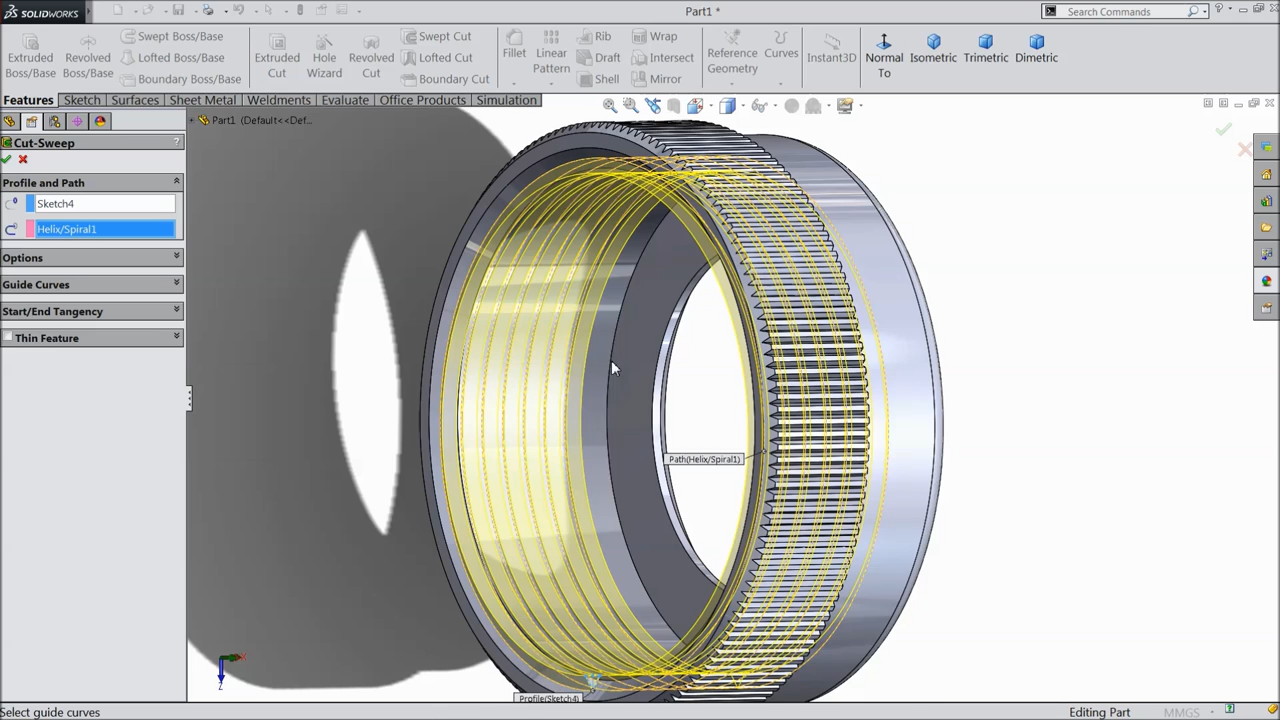 SOLIDWORKS
Part1 *
Search Commands
Extruded Boss/Base
Revolved Boss/Base
Swept Boss/Base
Lofted Boss/Base
Boundary Boss/Base
Extruded Cut
Hole Wizard
Revolved Cut
Swept Cut
Lofted Cut
Boundary Cut
Fillet
Linear Pattern
Rib
Draft
Shell
Wrap
Intersect
Mirror
Reference Geometry
Curves
Instant3D
Normal To
Isometric
Trimetric
Dimetric
Features
Sketch
Surfaces
Sheet Metal
Weldments
Evaluate
Office Products
Simulation
Part1 (Default<<Def...
Cut-Sweep
?
Profile and Path
Sketch4
Helix/Spiral1
Options
Guide Curves
Start/End Tangency
Thin Feature
Path(Helix/Spiral1)
Profile(Sketch4)
X
Z
Select guide curves
Editing Part
MMGS